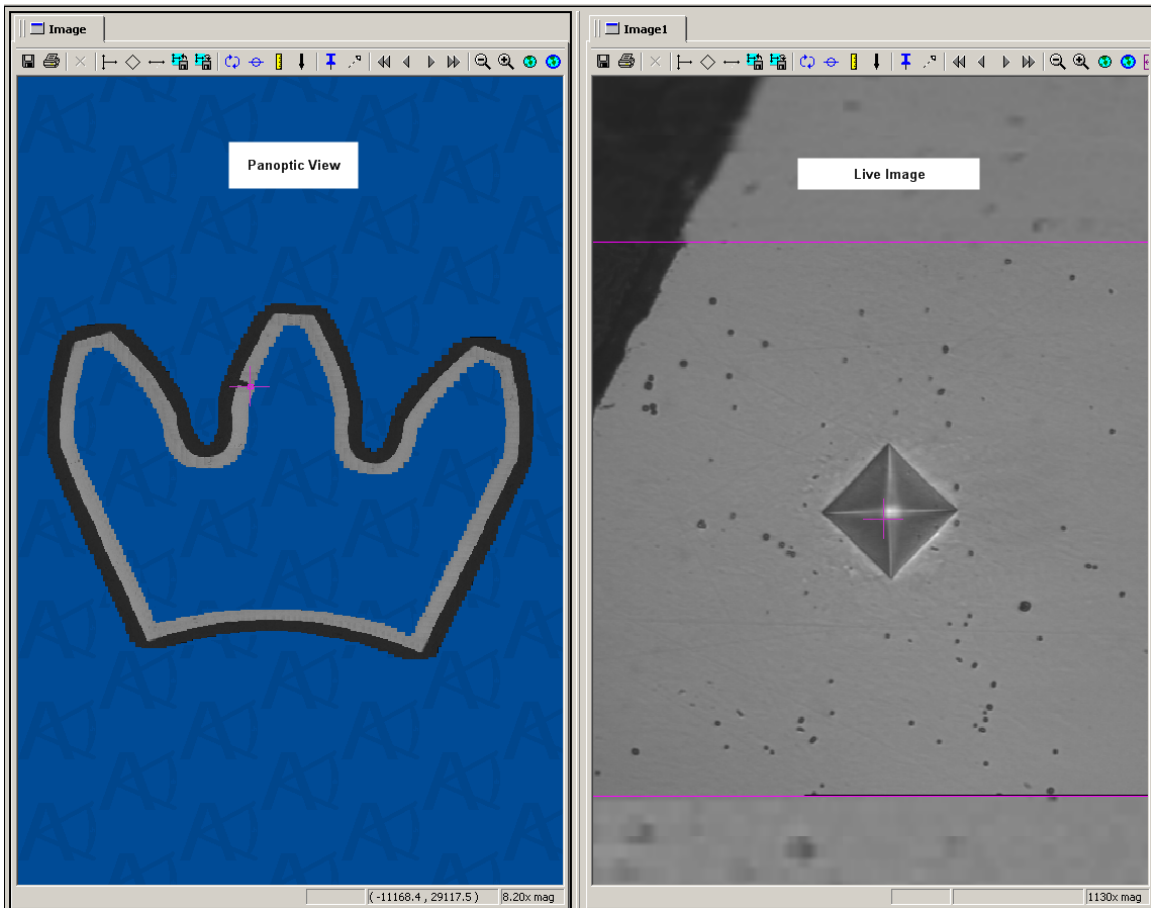 Image
Panoptic View
( -11168.4 , 29117.5 )
8.20x mag
Image1
Live Image
1130x mag